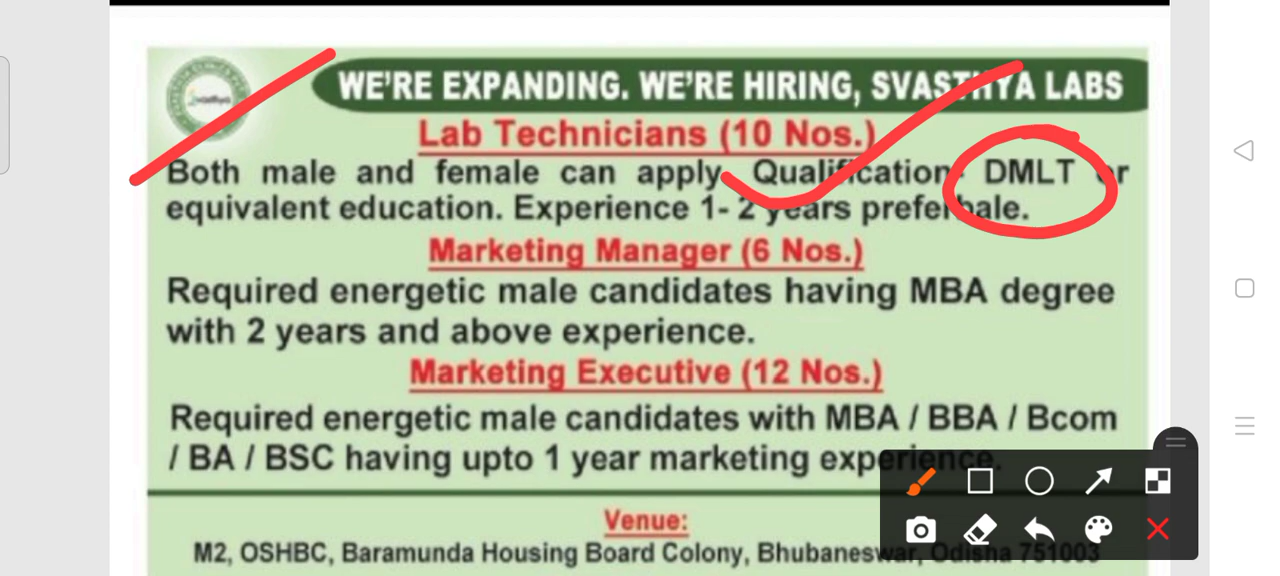 WE'RE EXPANDING. WE'RE HIRING, SVASTHYA LABS
Lab Technicians (10 Nos.)
Both male and female can apply. Qualification- DMLT or
equivalent education. Experience 1- 2 years preferbale.
Marketing Manager (6 Nos.)
Required energetic male candidates having MBA degree
with 2 years and above experience.
Marketing Executive (12 Nos.)
Required energetic male candidates with MBA / BBA / Bcom
/ BA / BSC having upto 1 year marketing experience.
Venue:
M2, OSHBC, Baramunda Housing Board Colony, Bhubaneswar, Odisha 751003